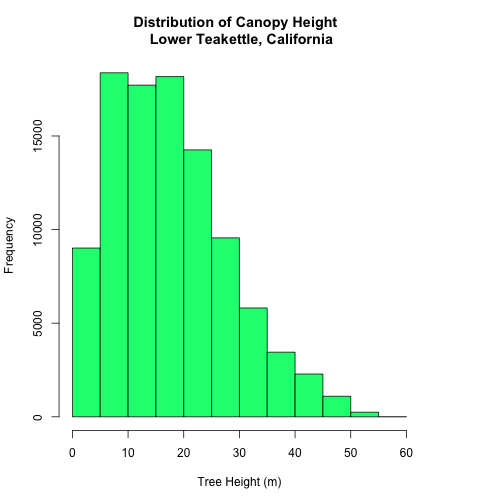 Distribution of Canopy Height
Lower Teakettle, California
Frequency
15000
10000
5000
0
0 10 20 30 40 50 60
Tree Height (m)